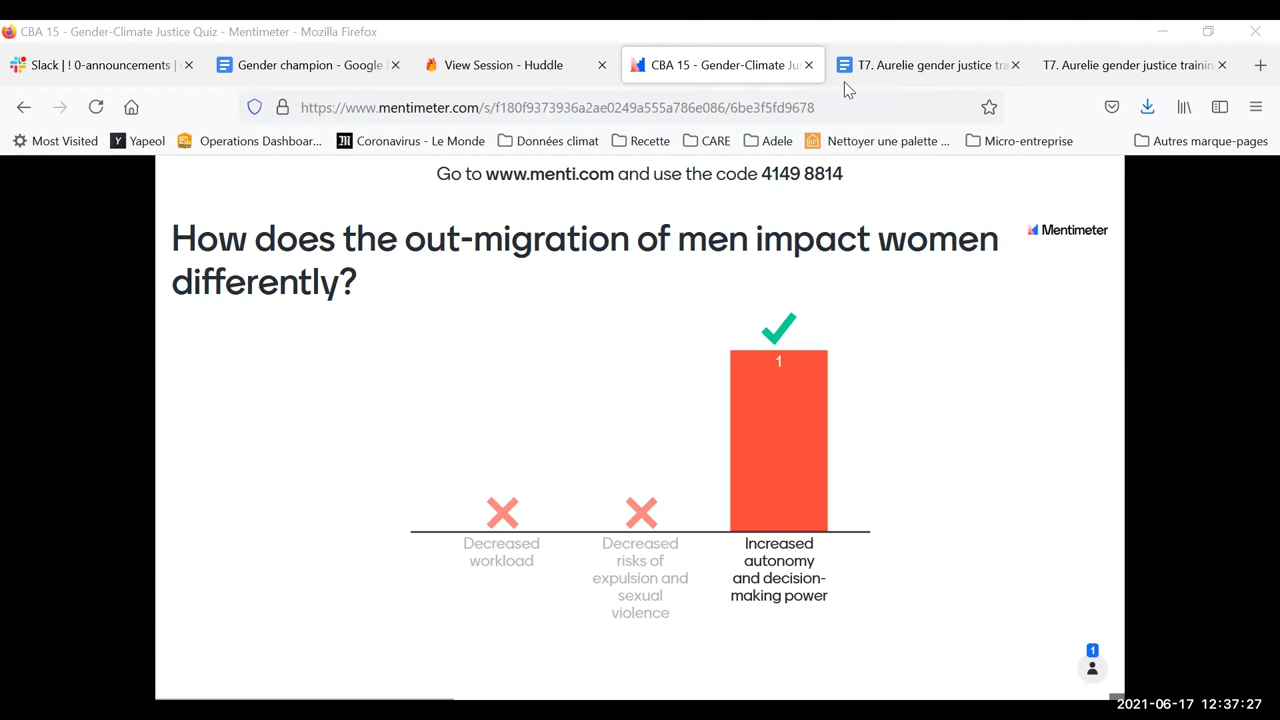 CBA 15 - Gender-Climate Justice Quiz - Mentimeter - Mozilla Firefox
Slack | ! 0-announcements |
Gender champion - Google
View Session - Huddle
CBA 15 - Gender-Climate Jus
T7. Aurelie gender justice tra
T7. Aurelie gender justice trainin
https://www.mentimeter.com/s/f180f9373936a2ae0249a555a786e086/6be3f5fd9678
Most Visited
Yapeol
Operations Dashboar...
Coronavirus - Le Monde
Données climat
Recette
CARE
Adele
Nettoyer une palette ...
Micro-entreprise
Autres marque-pages
Go to www.menti.com and use the code 4149 8814
How does the out-migration of men impact women
differently?
Mentimeter
1
Decreased
workload
Decreased
risks of
expulsion and
sexual
violence
Increased
autonomy
and decision-
making power
1
2021-06-17 12:37:27